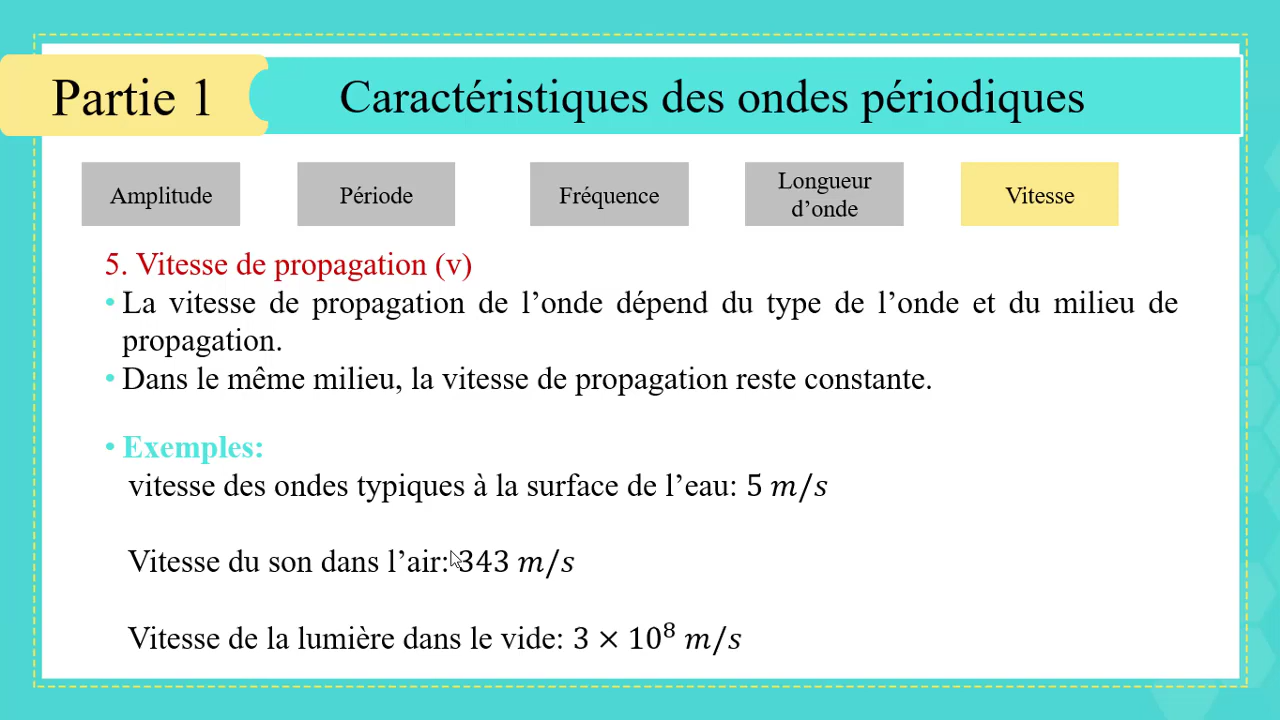 Partie 1
Caractéristiques des ondes périodiques
Amplitude
Période
Fréquence
Longueur
d’onde
Vitesse
5. Vitesse de propagation (v)
• La vitesse de propagation de l’onde dépend du type de l’onde et du milieu de
propagation.
• Dans le même milieu, la vitesse de propagation reste constante.
• Exemples:
vitesse des ondes typiques à la surface de l’eau: 5 m/s
Vitesse du son dans l’air: 343 m/s
Vitesse de la lumière dans le vide: 3 × 10⁸ m/s